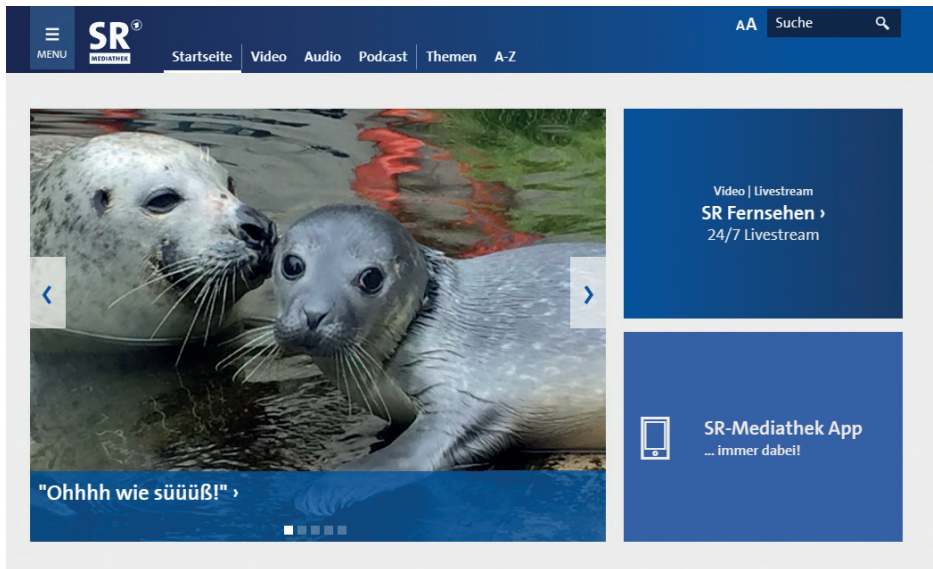 MENU
SR
MEDIATHEK
AA
Suche
Startseite
Video
Audio
Podcast
Themen
A-Z
"Ohhhh wie süüüß!" ›
Video | Livestream
SR Fernsehen ›
24/7 Livestream
SR-Mediathek App
... immer dabei!